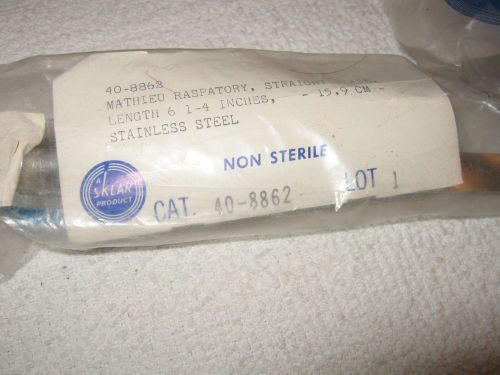 40-8862
MATHIEU RASPATORY, STRAIGHT
LENGTH 6 1-4 INCHES, - 15.9 CM -
STAINLESS STEEL
NON STERILE
A
SKLAR
PRODUCT
CAT. 40-8862 LOT 1